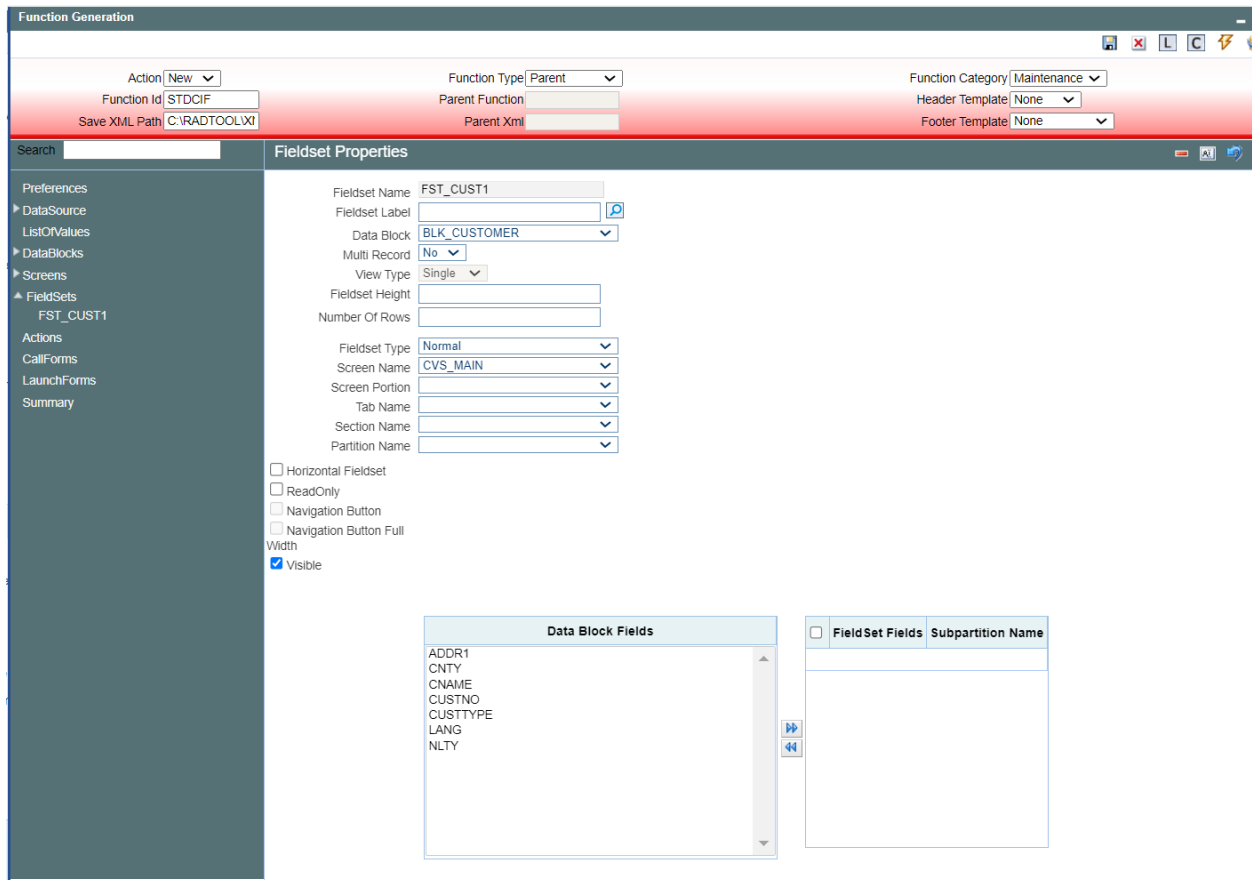 Function Generation
L C
Action New Function Type Parent Function Category Maintenance
Function Id STDCIF Parent Function Header Template None
Save XML Path C:\RADTOOL\XI Parent Xml Footer Template None
Search Fieldset Properties
Preferences
DataSource
ListOfValues
DataBlocks
Screens
FieldSets
FST_CUST1
Actions
CallForms
LaunchForms
Summary
Fieldset Name FST_CUST1
Fieldset Label
Data Block BLK_CUSTOMER
Multi Record No
View Type Single
Fieldset Height
Number Of Rows
Fieldset Type Normal
Screen Name CVS_MAIN
Screen Portion
Tab Name
Section Name
Partition Name
Horizontal Fieldset
ReadOnly
Navigation Button
Navigation Button Full
Width
Visible
Data Block Fields
ADDR1
CNTY
CNAME
CUSTNO
CUSTTYPE
LANG
NLTY
FieldSet Fields Subpartition Name